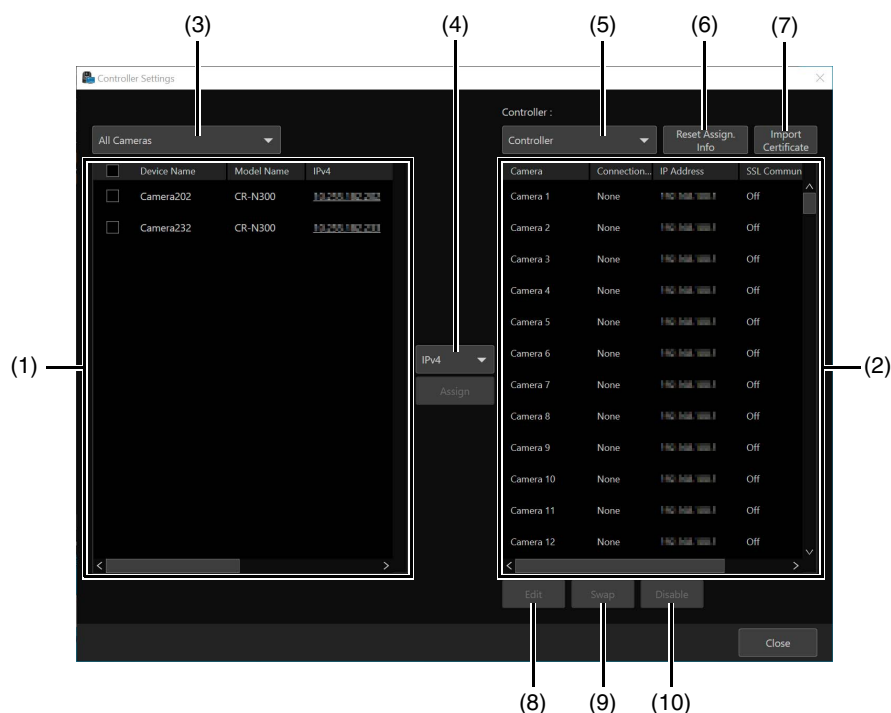 (3) (4) (5) (6) (7)
Controller Settings
Controller :
All Cameras
Controller
Reset Assign. Info
Import Certificate
Device Name Model Name IPv4
Camera Connection... IP Address SSL Commun
Camera202 CR-N300
Camera 1 None Off
Camera232 CR-N300
Camera 2 None Off
Camera 3 None Off
Camera 4 None Off
Camera 5 None Off
(1)
IPv4
Camera 6 None Off
(2)
Assign
Camera 7 None Off
Camera 8 None Off
Camera 9 None Off
Camera 10 None Off
Camera 11 None Off
Camera 12 None Off
Edit Swap Disable
Close
(8) (9) (10)